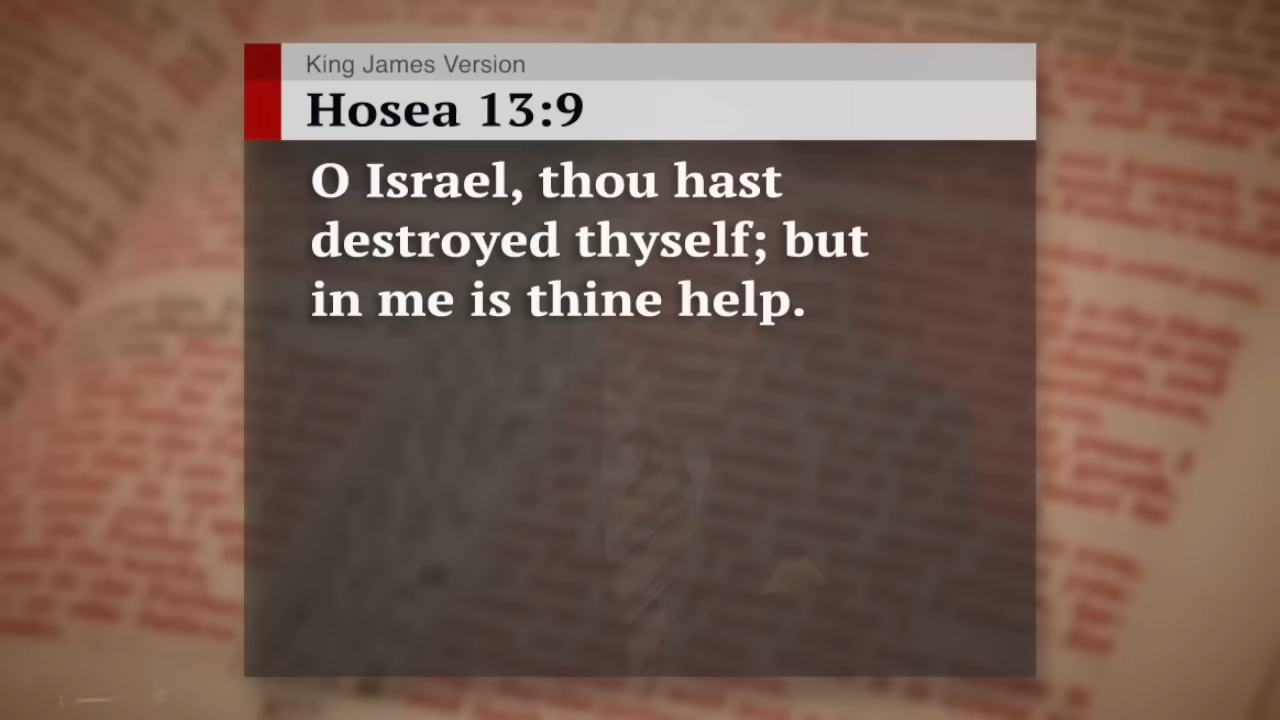 King James Version
Hosea 13:9
O Israel, thou hast
destroyed thyself; but
in me is thine help.